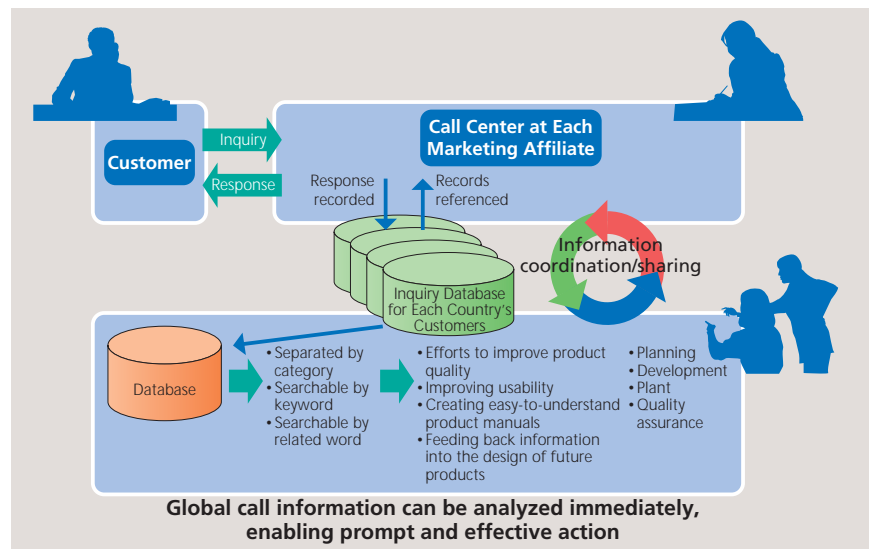 Customer
Inquiry
Response
Call Center at Each
Marketing Affiliate
Response
recorded
Records
referenced
Information
coordination/sharing
Inquiry Database
for Each Country's
Customers
Database
• Separated by
category
• Searchable by
keyword
• Searchable by
related word
• Efforts to improve product
quality
• Improving usability
• Creating easy-to-understand
product manuals
• Feeding back information
into the design of future
products
• Planning
• Development
• Plant
• Quality
assurance
Global call information can be analyzed immediately,
enabling prompt and effective action